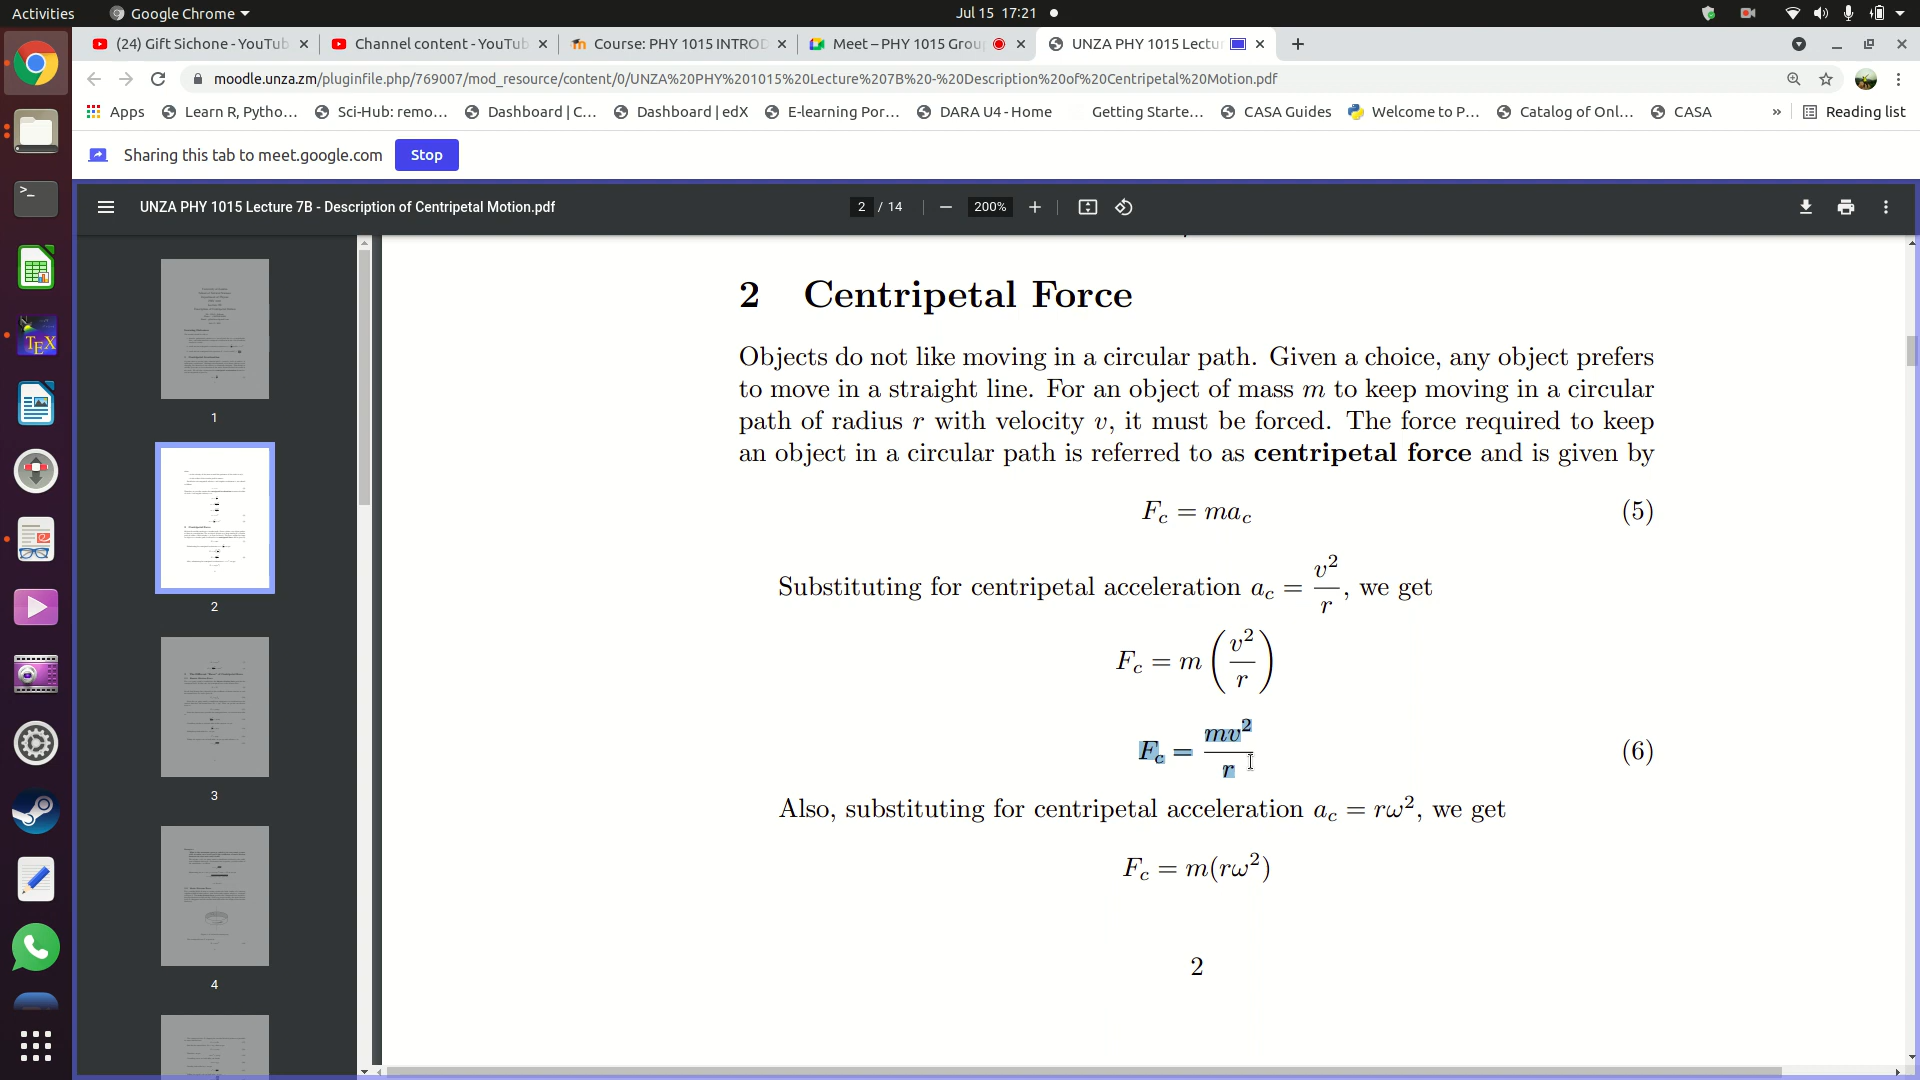 Activities
Google Chrome
Jul 15 17:21
(24) Gift Sichone - YouTub
Channel content - YouTub
Course: PHY 1015 INTROD
Meet – PHY 1015 Grou
UNZA PHY 1015 Lectur
moodle.unza.zm/pluginfile.php/769007/mod_resource/content/0/UNZA%20PHY%201015%20Lecture%207B%20-%20Description%20of%20Centripetal%20Motion.pdf
Apps
Learn R, Pytho...
Sci-Hub: remo...
Dashboard | C...
Dashboard | edX
E-learning Por...
DARA U4 - Home
Getting Starte...
CASA Guides
Welcome to P...
Catalog of Onl...
CASA
»
Reading list
Sharing this tab to meet.google.com
Stop
UNZA PHY 1015 Lecture 7B - Description of Centripetal Motion.pdf
2 / 14
200%
1
2
3
4
2 Centripetal Force
Objects do not like moving in a circular path. Given a choice, any object prefers
to move in a straight line. For an object of mass m to keep moving in a circular
path of radius r with velocity v, it must be forced. The force required to keep
an object in a circular path is referred to as centripetal force and is given by
F_c = ma_c (5)
Substituting for centripetal acceleration a_c = v²/r, we get
F_c = m (v²/r)
F_c = mv²/r (6)
Also, substituting for centripetal acceleration a_c = rω², we get
F_c = m(rω²)
2